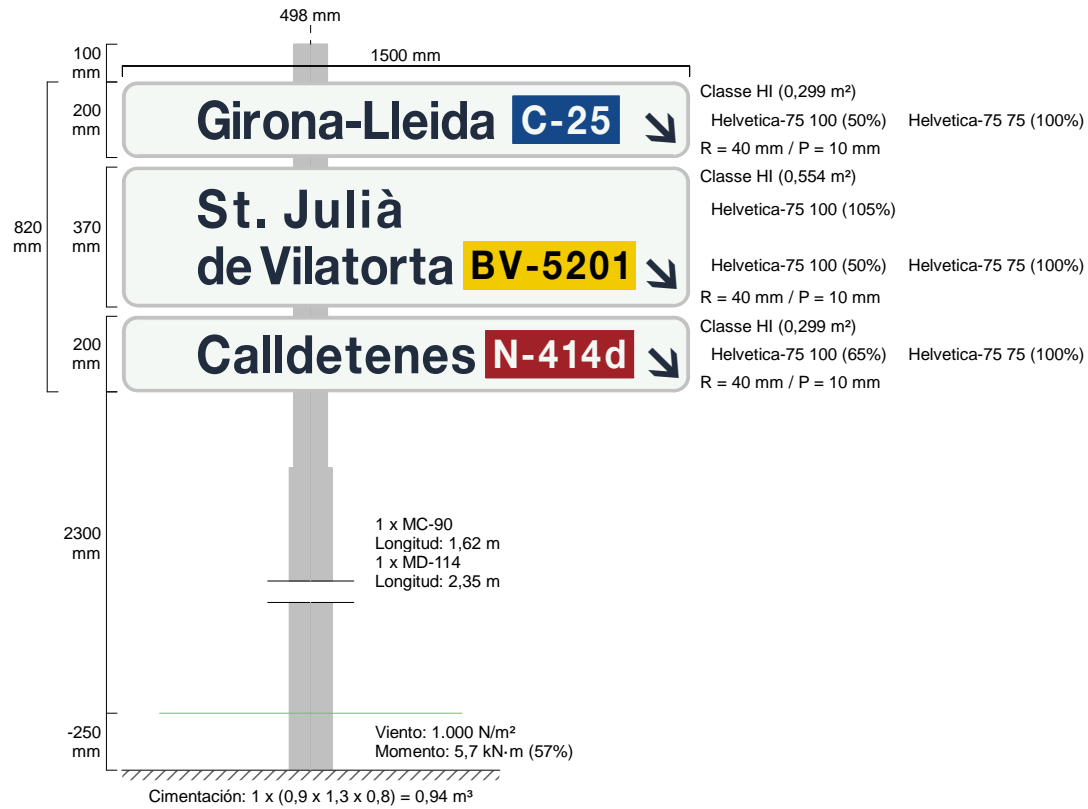 498 mm
100
mm
1500 mm
200
mm
Girona-Lleida C-25
Classe HI (0,299 m²)
Helvetica-75 100 (50%) Helvetica-75 75 (100%)
R = 40 mm / P = 10 mm
820
mm
370
mm
St. Julià
de Vilatorta BV-5201
Classe HI (0,554 m²)
Helvetica-75 100 (105%)
Helvetica-75 100 (50%) Helvetica-75 75 (100%)
R = 40 mm / P = 10 mm
200
mm
Calldetenes N-414d
Classe HI (0,299 m²)
Helvetica-75 100 (65%) Helvetica-75 75 (100%)
R = 40 mm / P = 10 mm
2300
mm
1 x MC-90
Longitud: 1,62 m
1 x MD-114
Longitud: 2,35 m
-250
mm
Viento: 1.000 N/m²
Momento: 5,7 kN·m (57%)
Cimentación: 1 x (0,9 x 1,3 x 0,8) = 0,94 m³